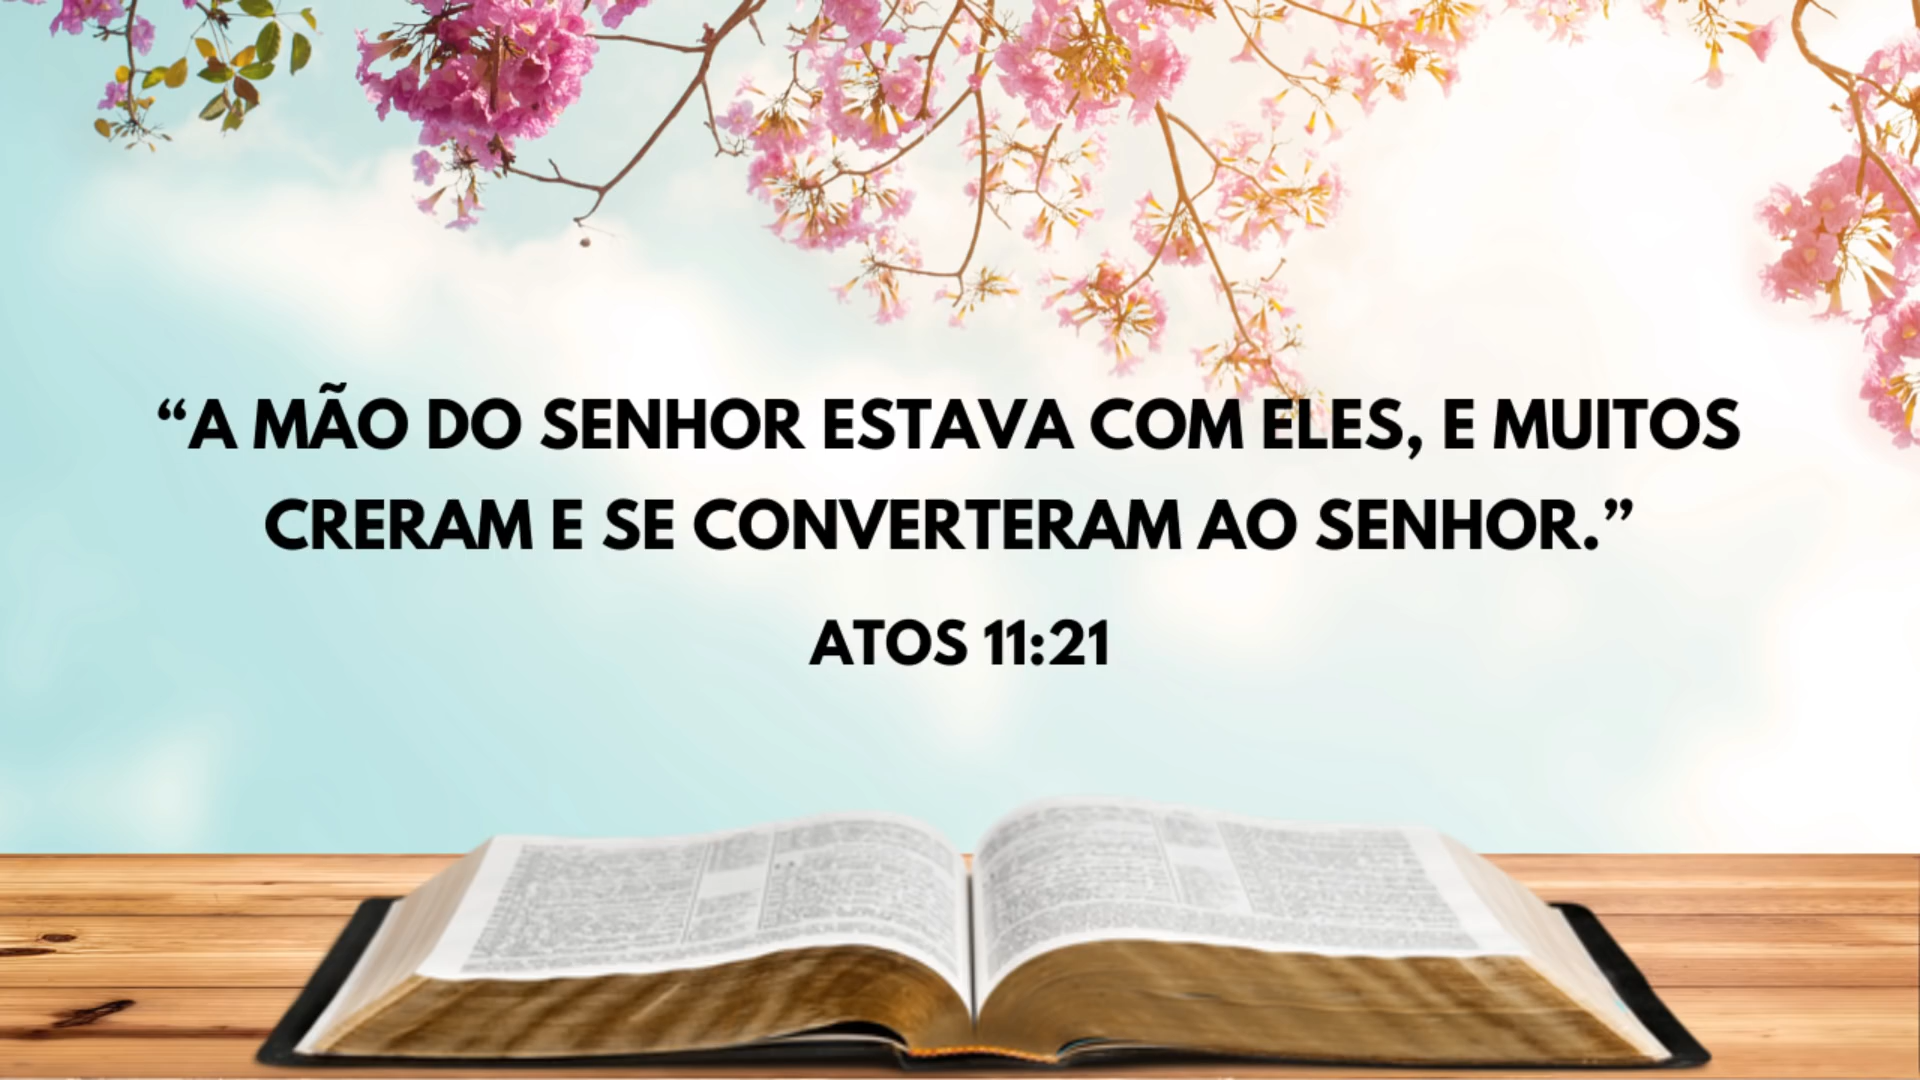 “A MÃO DO SENHOR ESTAVA COM ELES, E MUITOS
CRERAM E SE CONVERTERAM AO SENHOR.”
ATOS 11:21